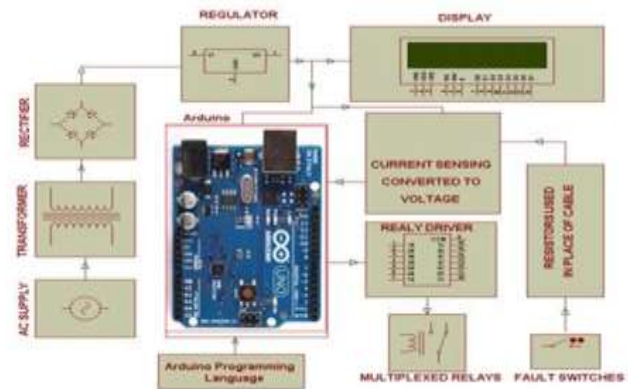 REGULATOR
DISPLAY
Arduino
RECTIFIER
CURRENT SENSING
CONVERTED TO
VOLTAGE
TRANSFORMER
REALY DRIVER
RESISTORS USED
IN PLACE OF CABLE
UNO
AC SUPPLY
Arduino Programming
Language
MULTIPLEXED RELAYS
FAULT SWITCHES